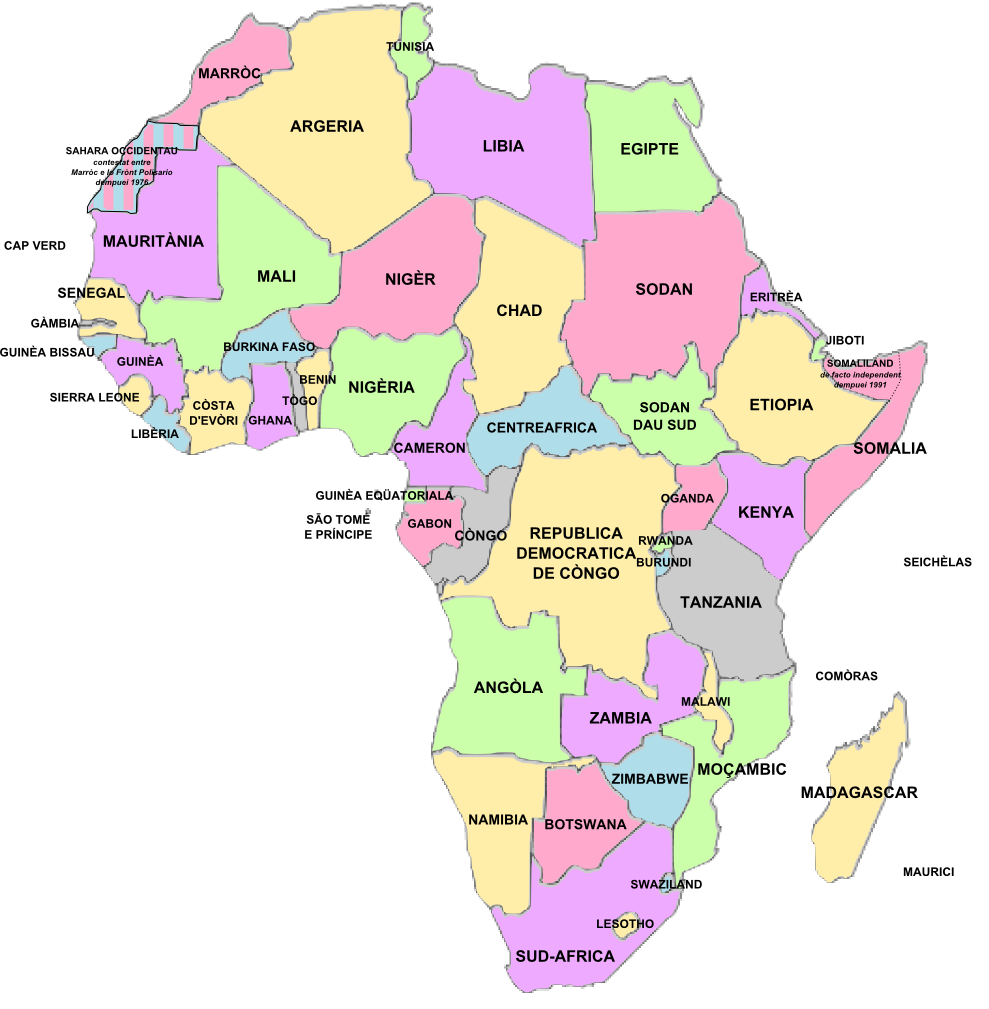 TUNISIA
MARRÒC
ARGERIA
LIBIA
EGIPTE
SAHARA OCCIDENTAU
contestat entre
Marròc e lo Frònt Polisario
dempuei 1976
CAP VERD
MAURITÀNIA
MALI
NIGÈR
CHAD
SODAN
ERITRÈA
SENEGAL
GÀMBIA
GUINÈA BISSAU
GUINÈA
BURKINA FASO
JIBOTI
SOMALILAND
de facto independent
dempuei 1991
SIERRA LEONE
LIBÈRIA
CÒSTA
D'EVÒRI
GHANA
TÒGO
BENIN
NIGÈRIA
CAMERON
CENTREAFRICA
SODAN
DAU SUD
ETIOPIA
SOMALIA
GUINÈA EQÜATORIALA
SÃO TOMÉ
E PRÍNCIPE
GABON
CÒNGO
REPUBLICA
DEMOCRATICA
DE CÒNGO
OGANDA
KENYA
RWANDA
BURUNDI
TANZANIA
SEICHÈLAS
COMÒRAS
ANGÒLA
ZAMBIA
MALAWI
MOÇAMBIC
ZIMBABWE
MADAGASCAR
NAMIBIA
BOTSWANA
MAURICI
SWAZILAND
LESOTHO
SUD-AFRICA